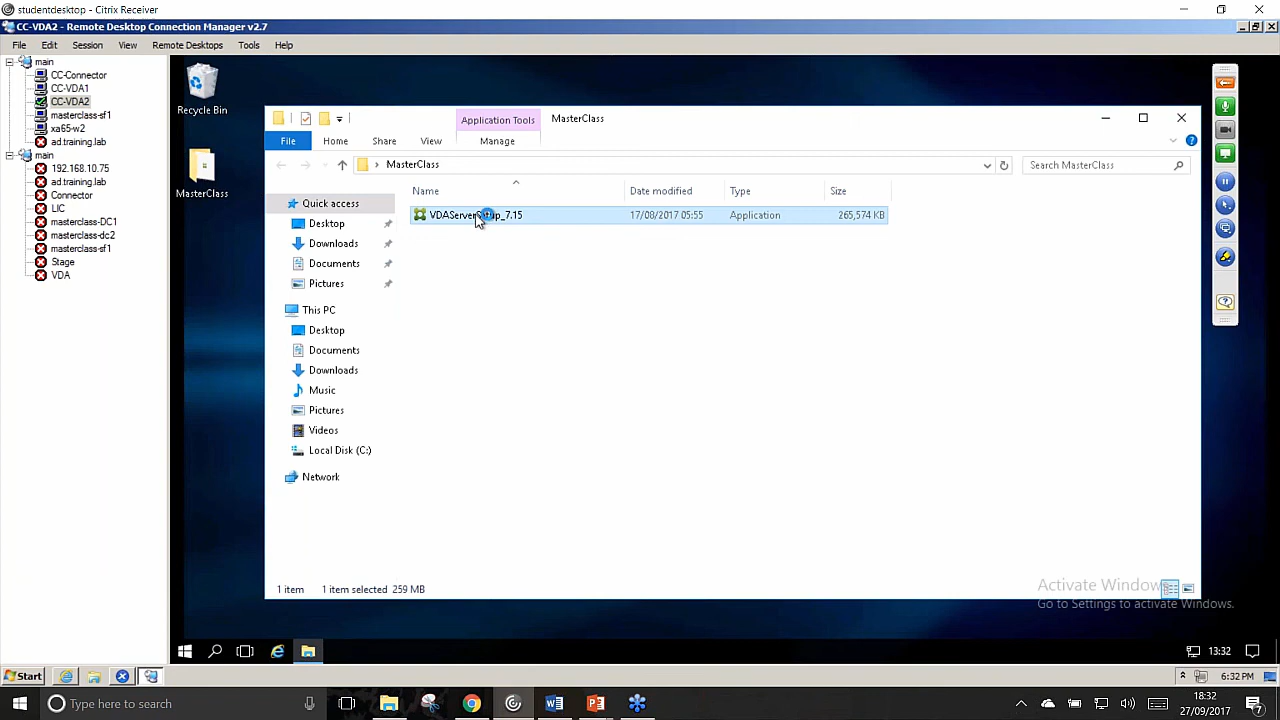 studentdesktop - Citrix Receiver
CC-VDA2 - Remote Desktop Connection Manager v2.7
File Edit Session View Remote Desktops Tools Help
main
CC-Connector
CC-VDA1
CC-VDA2
masterclass-sf1
xa65-w2
ad.training.lab
main
192.168.10.75
ad.training.lab
Connector
LIC
masterclass-DC1
masterclass-dc2
masterclass-sf1
Stage
VDA
Recycle Bin
MasterClass
Application Tools MasterClass
File Home Share View Manage
MasterClass
Search MasterClass
Name Date modified Type Size
VDAServerSetup_7.15 17/08/2017 05:55 Application 265,574 KB
Quick access
Desktop
Downloads
Documents
Pictures
This PC
Desktop
Documents
Downloads
Music
Pictures
Videos
Local Disk (C:)
Network
1 item 1 item selected 259 MB
Activate Windows
Go to Settings to activate Windows.
13:32
Start
6:32 PM
Type here to search
18:32
27/09/2017